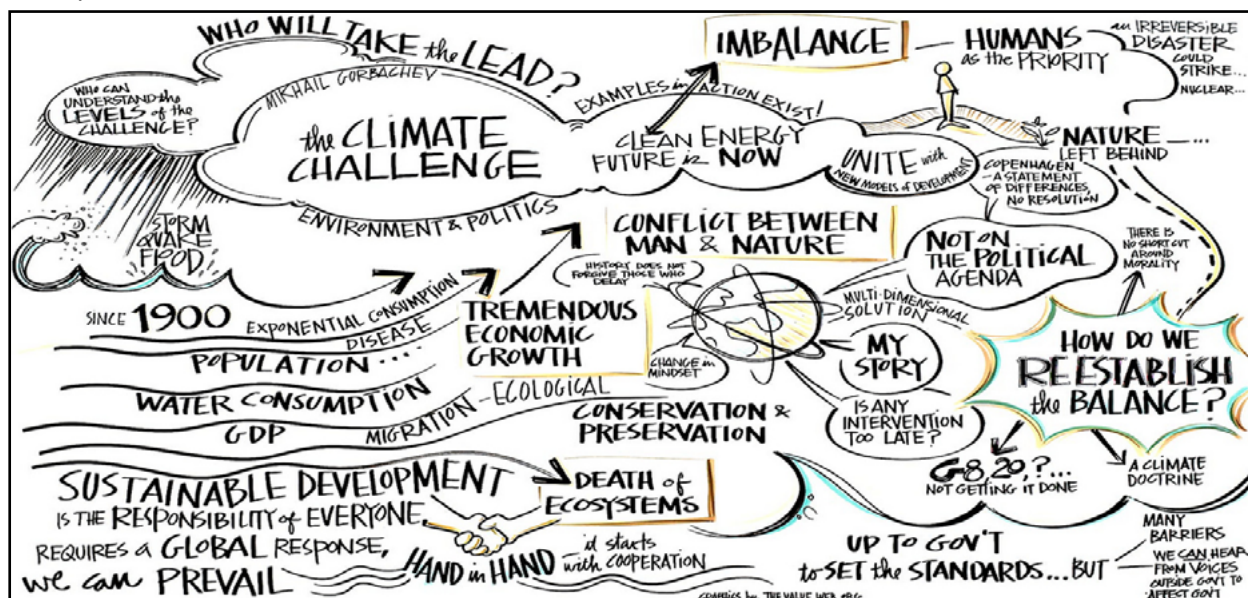 WHO WILL TAKE the LEAD?
WHO CAN
UNDERSTAND the
LEVELS of the
CHALLENGE?
MIKHAIL GORBACHEV
the CLIMATE
CHALLENGE
ENVIRONMENT & POLITICS
STORM
QUAKE
FLOOD
IMBALANCE
EXAMPLES in ACTION EXIST!
CLEAN ENERGY
FUTURE is NOW
UNITE with
NEW MODELS of DEVELOPMENT
HUMANS
as the PRIORITY
an IRREVERSIBLE
DISASTER
COULD
STRIKE...
NUCLEAR...
NATURE
LEFT BEHIND
COPENHAGEN
- A STATEMENT
OF DIFFERENCES,
NO RESOLUTION
CONFLICT BETWEEN
MAN & NATURE
HISTORY DOES NOT
FORGIVE THOSE WHO
DELAY
NOT ON
THE POLITICAL
AGENDA
THERE IS
NO SHORT CUT
AROUND
MORALITY
SINCE 1900
EXPONENTIAL CONSUMPTION
DISEASE
POPULATION ....
WATER CONSUMPTION
GDP
MIGRATION - ECOLOGICAL
TREMENDOUS
ECONOMIC
GROWTH
CHANGE in
MINDSET
MULTI-DIMENSIONAL
SOLUTION
MY
STORY
IS ANY
INTERVENTION
TOO LATE?
HOW DO WE
REESTABLISH
the BALANCE?
CONSERVATION &
PRESERVATION
G8, 20, ?...
NOT GETTING IT DONE
A CLIMATE
DOCTRINE
SUSTAINABLE DEVELOPMENT
IS THE RESPONSIBILITY of EVERYONE
REQUIRES a GLOBAL RESPONSE,
we can PREVAIL
DEATH of
ECOSYSTEMS
HAND in HAND
- it starts
with COOPERATION
UP TO GOV'T
to SET the STANDARDS... BUT
MANY
BARRIERS
WE CAN HEAR
FROM VOICES
OUTSIDE GOV'T TO
AFFECT GOV'T
GRAPHICS by THE VALUE WEB.ORG